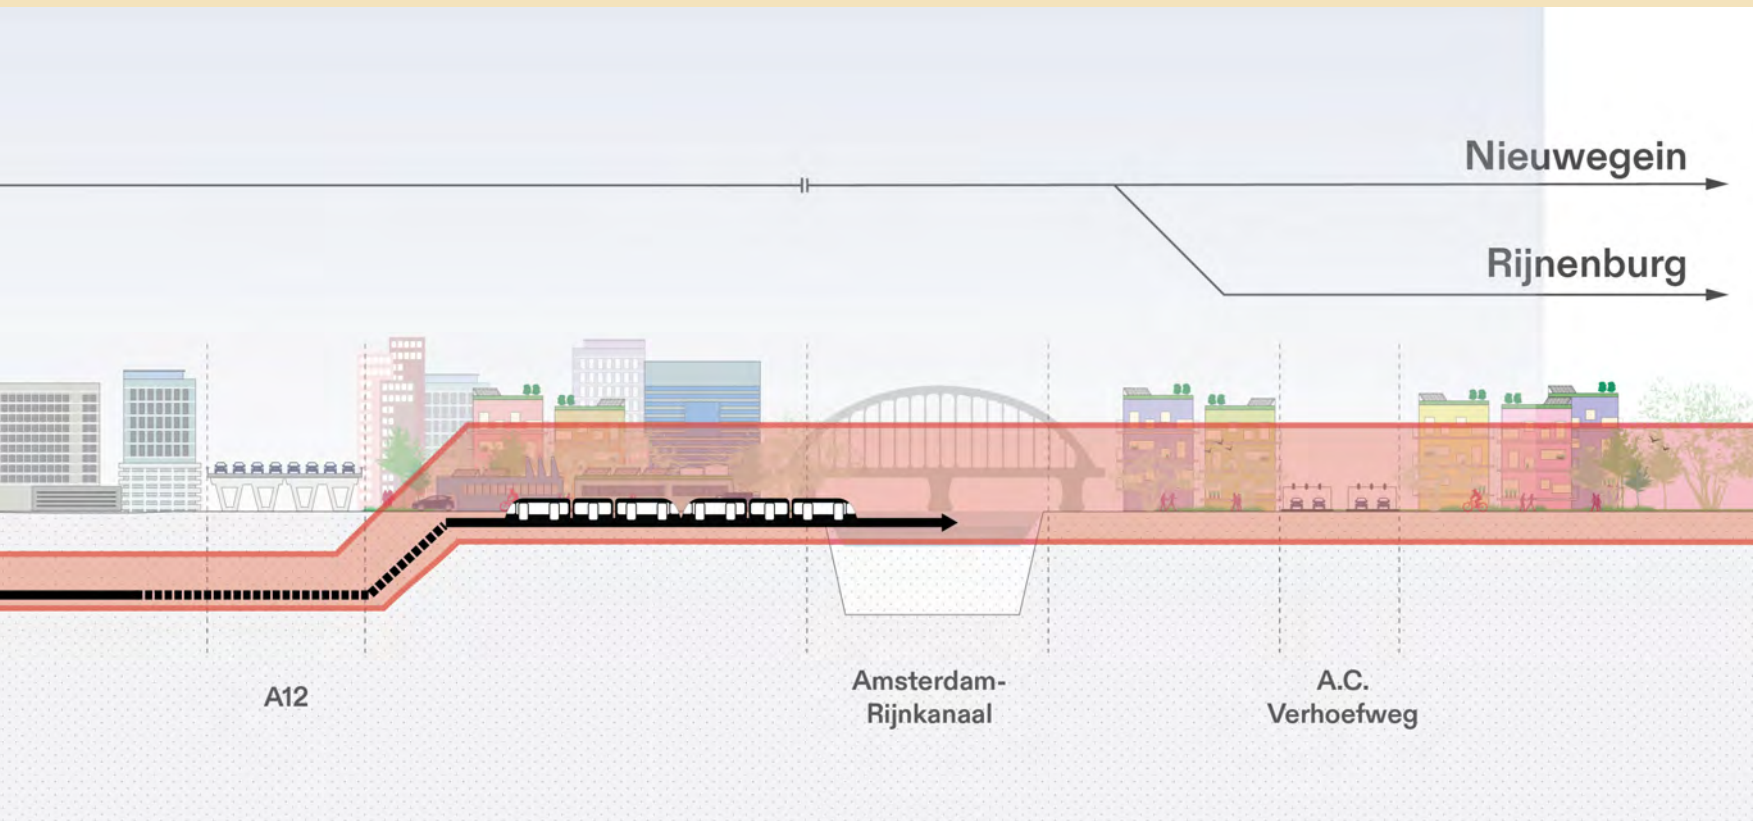 Nieuwegein
Rijnenburg
A12
Amsterdam-
Rijnkanaal
A.C.
Verhoefweg